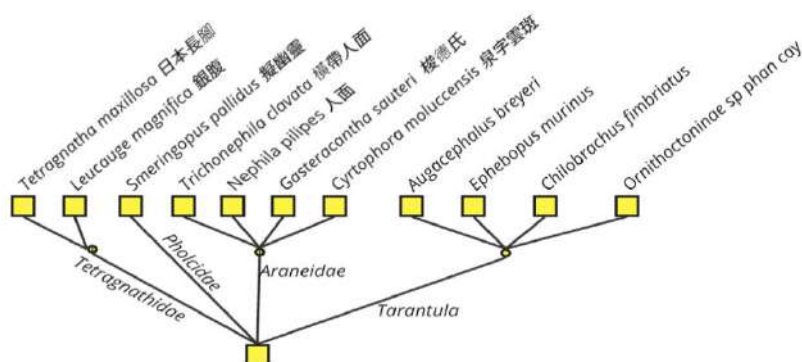 Tetragnatha maxillosa 日本長腳
Leucauge magnifica 銀腹
Smeringopus pallidus 擬幽靈
Trichonephila clavata 橫帶人面
Nephila pilipes 人面
Gasteracantha sauteri 梭德氏
Cyrtophora moluccensis 泉字雲斑
Augacephalus breyeri
Ephebopus murinus
Chilobrachus fimbriatus
Ornithoctoninae sp phan cay
Tetragnathidae
Pholcidae
Araneidae
Tarantula